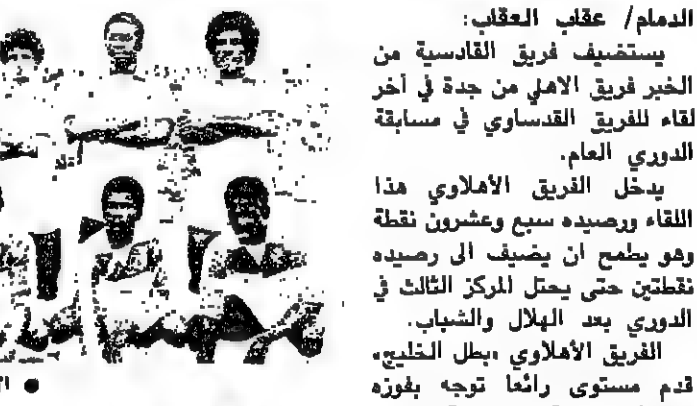 الدمام/ عقاب العقاب:
يستضيف فريق القادسية من
الخبر فريق الاهلي من جدة في أخر
لقاء للفريق القدساوي في مسابقة
الدوري العام.
يدخل الفريق الأهلاوي هذا
اللقاء ورصيده سبع وعشرون نقطة
وهو يطمح ان يضيف الى رصيده
نقطتين حتى يحتل المركز الثالث في
الدوري بعد الهلال والشباب.
الفريق الأهلاوي «بطل الخليج»
قدم مستوى رائعا توجه بفوزه